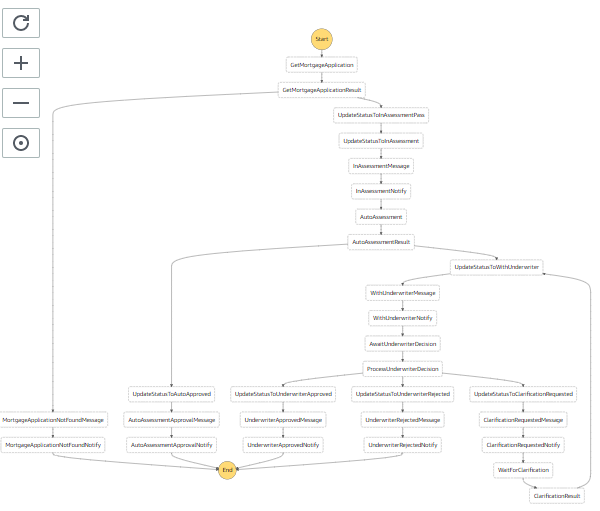 Start
GetMortgageApplication
GetMortgageApplicationResult
UpdateStatusToInAssessmentPass
UpdateStatusToInAssessment
InAssessmentMessage
InAssessmentNotify
AutoAssessment
AutoAssessmentResult
UpdateStatusToWithUnderwriter
WithUnderwriterMessage
WithUnderwriterNotify
AwaitUnderwriterDecision
ProcessUnderwriterDecision
UpdateStatusToAutoApproved
UpdateStatusToUnderwriterApproved
UpdateStatusToUnderwriterRejected
UpdateStatusToClarificationRequested
MortgageApplicationNotFoundMessage
AutoAssessmentApprovalMessage
UnderwriterApprovedMessage
UnderwriterRejectedMessage
ClarificationRequestedMessage
MortgageApplicationNotFoundNotify
AutoAssessmentApprovalNotify
UnderwriterApprovedNotify
UnderwriterRejectedNotify
ClarificationRequestedNotify
End
WaitForClarification
ClarificationResult